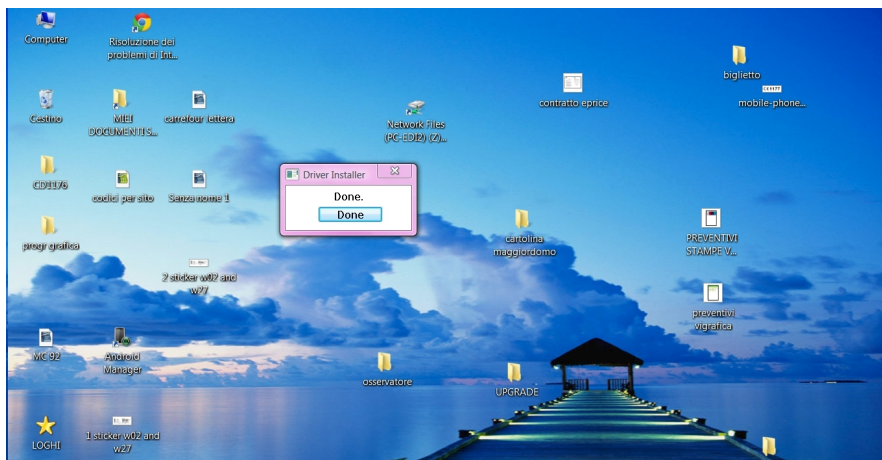 Computer
Risoluzione dei
problemi di Int...
biglietto
contratto eprice
mobile-phone...
Cestino
MIEI
DOCUMENTI S...
carrefour lettera
Network Files
(PC-EDI2) (Z)...
Driver Installer
Done.
Done
CD1176
codici per sito
Senza nome 1
progr grafica
cartolina
maggiordomo
PREVENTIVI
STAMPE V...
2 sticker w02 and
w27
preventivi
vigrafica
MC 92
Android
Manager
osservatore
UPGRADE
LOGHI
1 sticker w02 and
w27